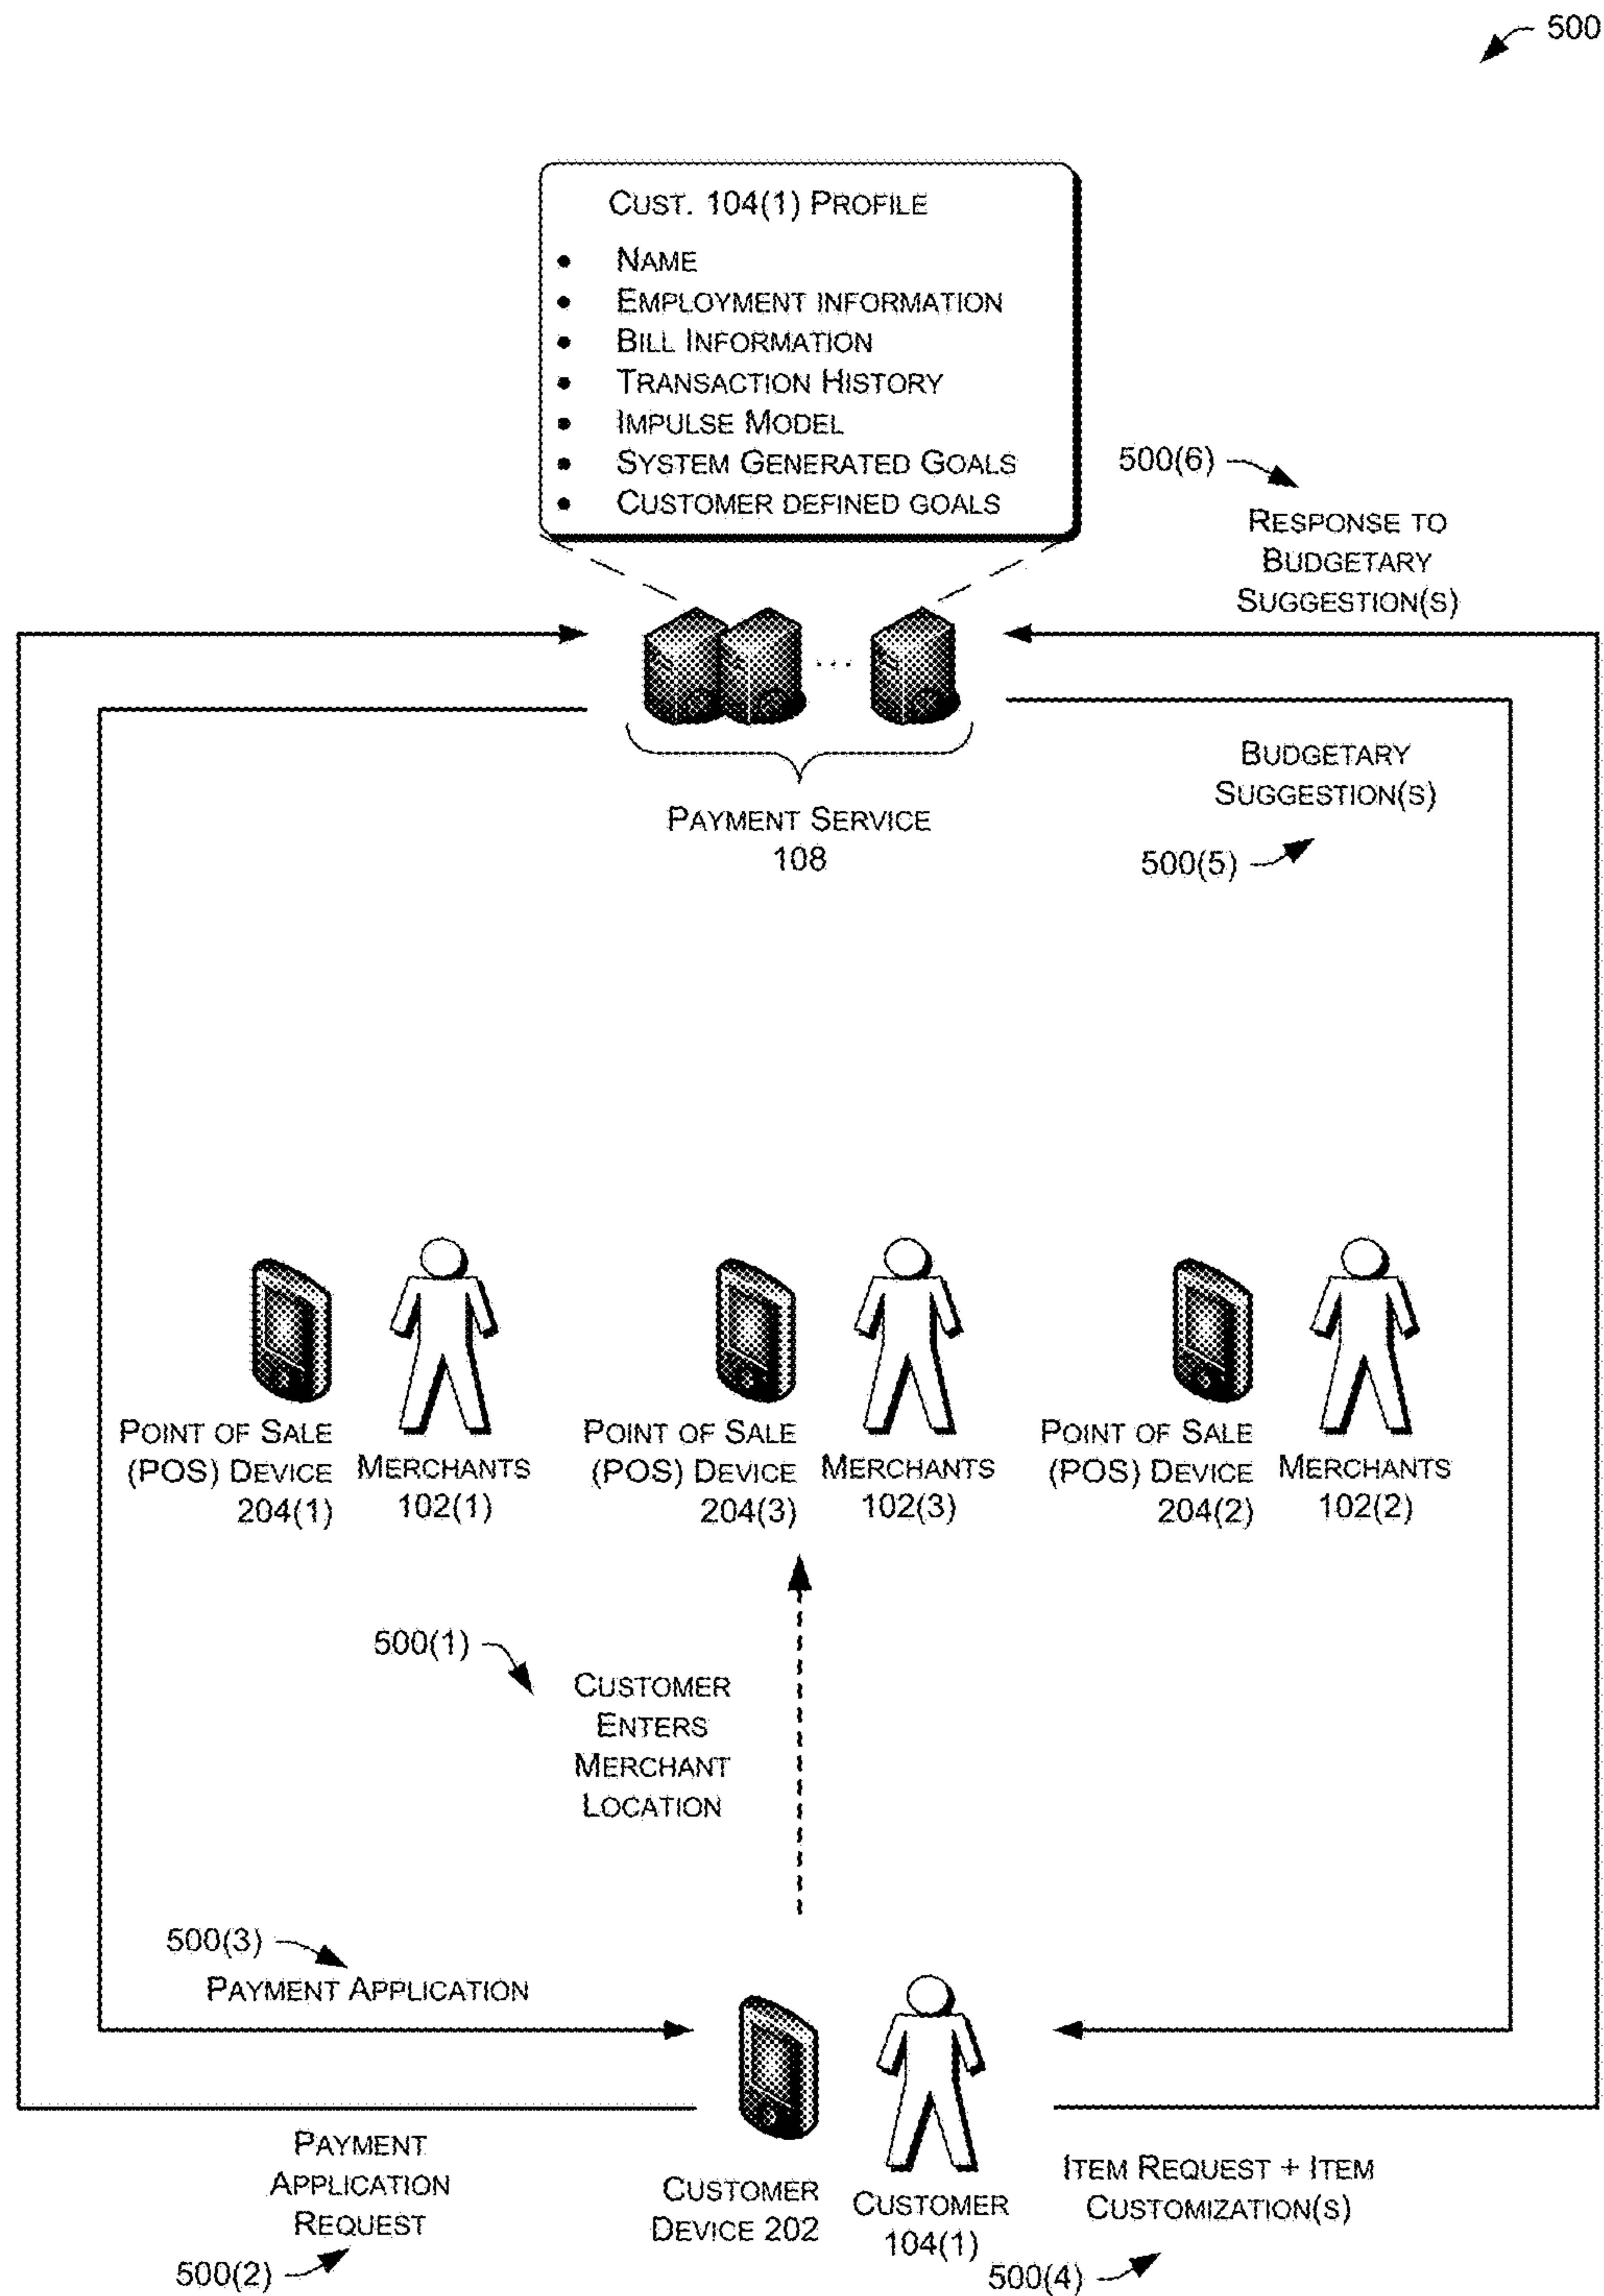 500
CUST. 104(1) PROFILE
• NAME
• EMPLOYMENT INFORMATION
• BILL INFORMATION
• TRANSACTION HISTORY
• IMPULSE MODEL
• SYSTEM GENERATED GOALS
• CUSTOMER DEFINED GOALS
500(6)
RESPONSE TO
BUDGETARY
SUGGESTION(S)
...
PAYMENT SERVICE
108
BUDGETARY
SUGGESTION(S)
500(5)
POINT OF SALE
(POS) DEVICE
204(1)
MERCHANTS
102(1)
POINT OF SALE
(POS) DEVICE
204(3)
MERCHANTS
102(3)
POINT OF SALE
(POS) DEVICE
204(2)
MERCHANTS
102(2)
500(1)
CUSTOMER
ENTERS
MERCHANT
LOCATION
500(3)
PAYMENT APPLICATION
PAYMENT
APPLICATION
REQUEST
500(2)
CUSTOMER
DEVICE 202
CUSTOMER
104(1)
ITEM REQUEST + ITEM
CUSTOMIZATION(S)
500(4)